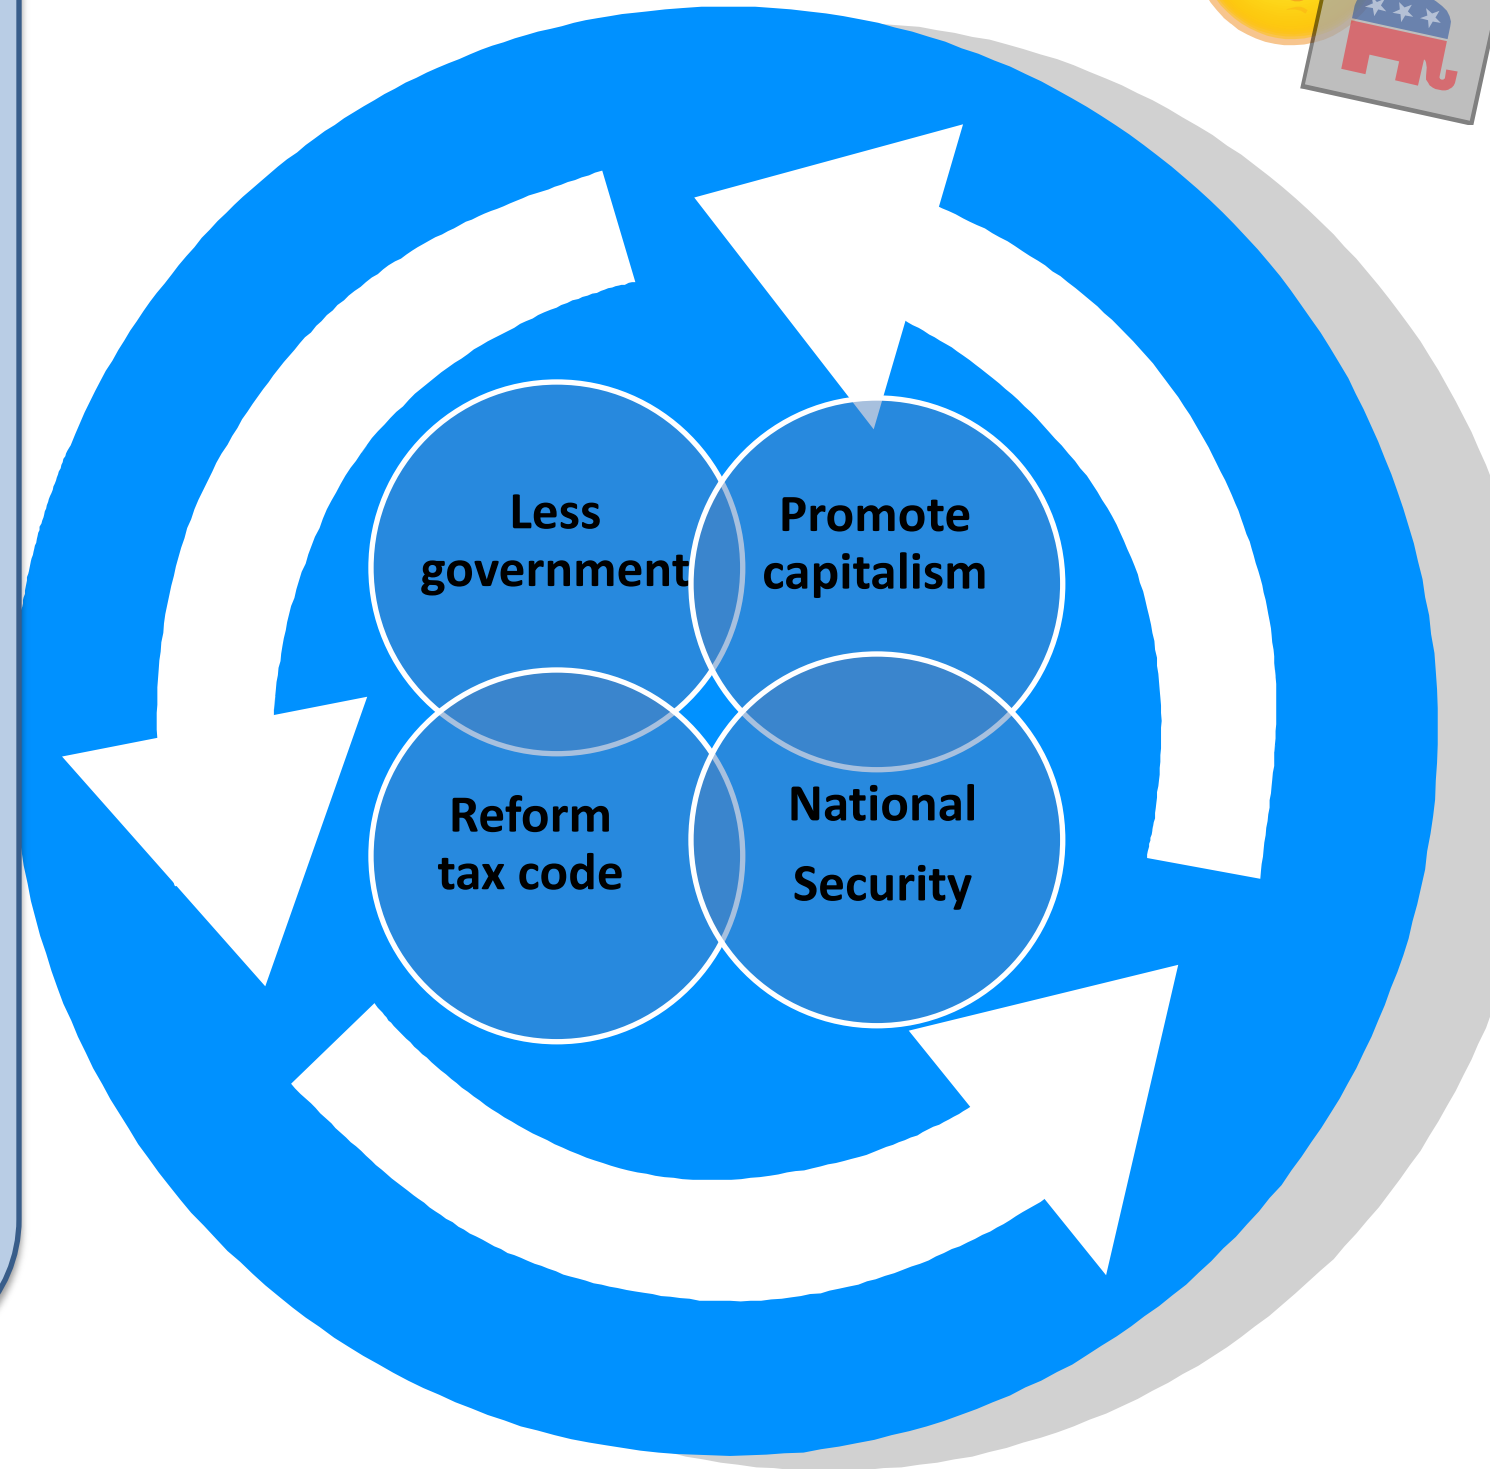 Less
government
Promote
capitalism
Reform
tax code
National
Security